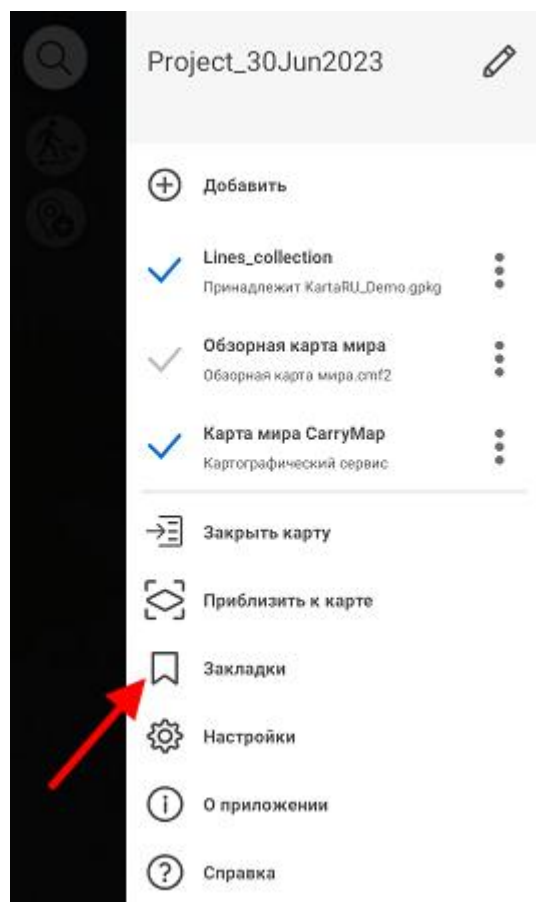 Project_30Jun2023
Добавить
Lines_collection
Принадлежит KartaRU_Demo.gpkg
Обзорная карта мира
Обзорная карта мира.cmf2
Карта мира CarryMap
Картографический сервис
Закрыть карту
Приблизить к карте
Закладки
Настройки
О приложении
Справка